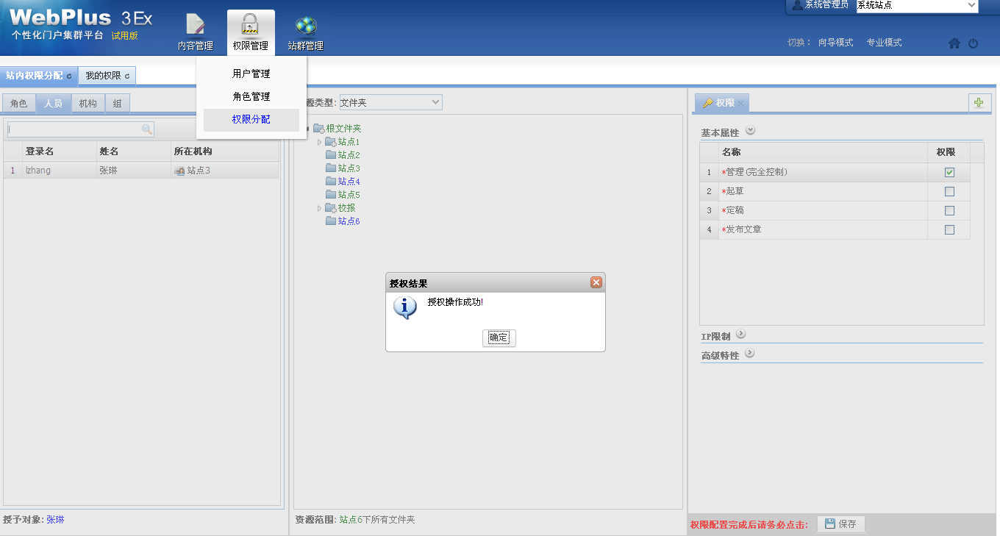 WebPlus 3Ex
个性化门户集群平台 试用版
内容管理
权限管理
站群管理
系统管理员
系统站点
切换： 向导模式 专业模式
用户管理
角色管理
权限分配
站内权限分配
我的权限
角色
人员
机构
组
登录名 姓名 所在机构
1 lzhang 张琳 站点3
授予对象: 张琳
源类型: 文件夹
根文件夹
站点1
站点2
站点3
站点4
站点5
校报
站点6
资源范围: 站点6下所有文件夹
授权结果
授权操作成功!
确定
权限
基本属性
名称 权限
1 *管理(完全控制)
2 *起草
3 *定稿
4 *发布文章
IP限制
高级特性
权限配置完成后请务必点击: 保存